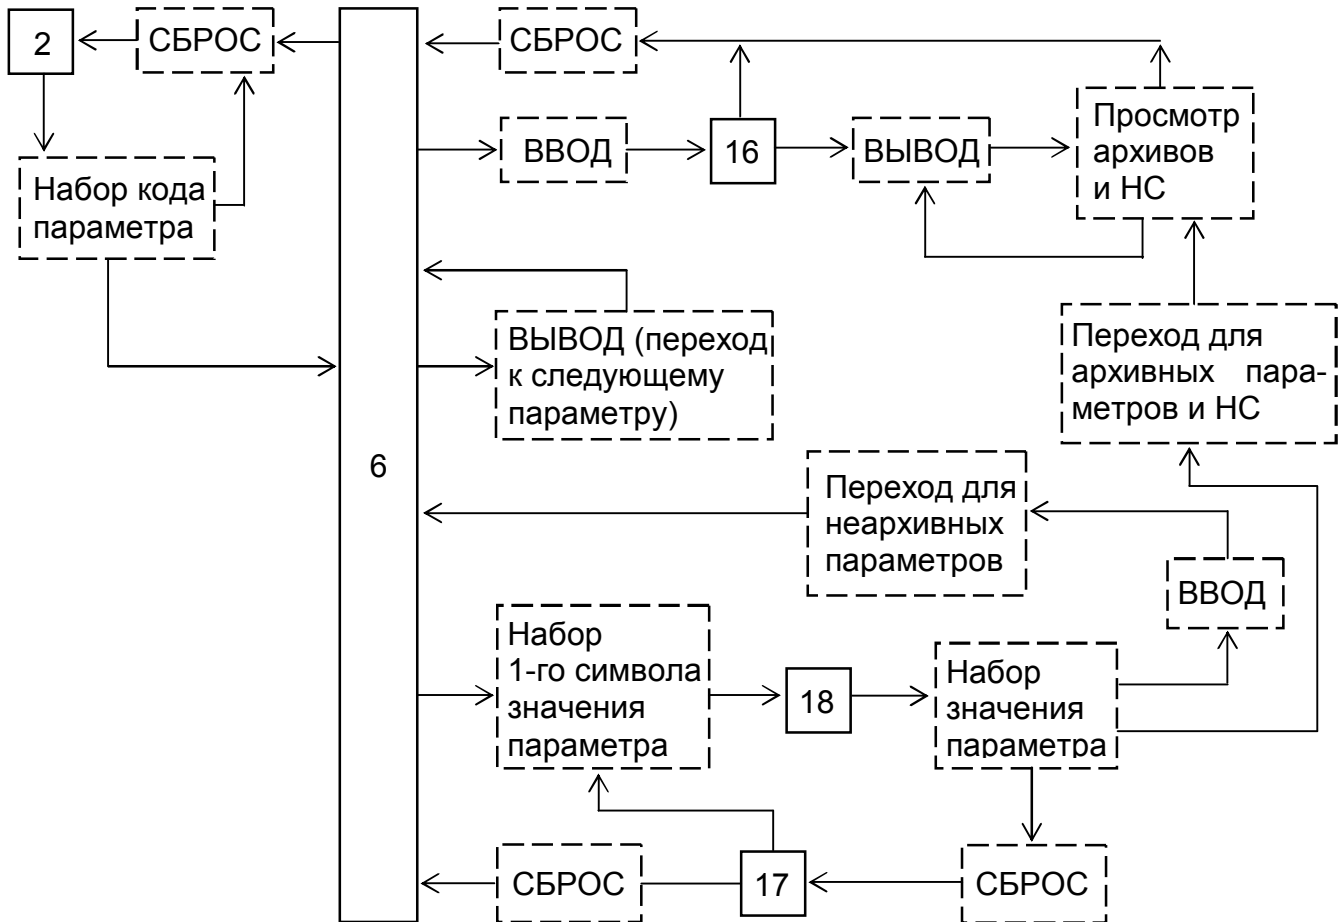 2
СБРОС
СБРОС
ВВОД
16
ВЫВОД
Просмотр
архивов
и НС
Набор кода
параметра
ВЫВОД (переход
к следующему
параметру)
Переход для
архивных пара-
метров и НС
6
Переход для
неархивных
параметров
ВВОД
Набор
1-го символа
значения
параметра
18
Набор
значения
параметра
СБРОС
17
СБРОС